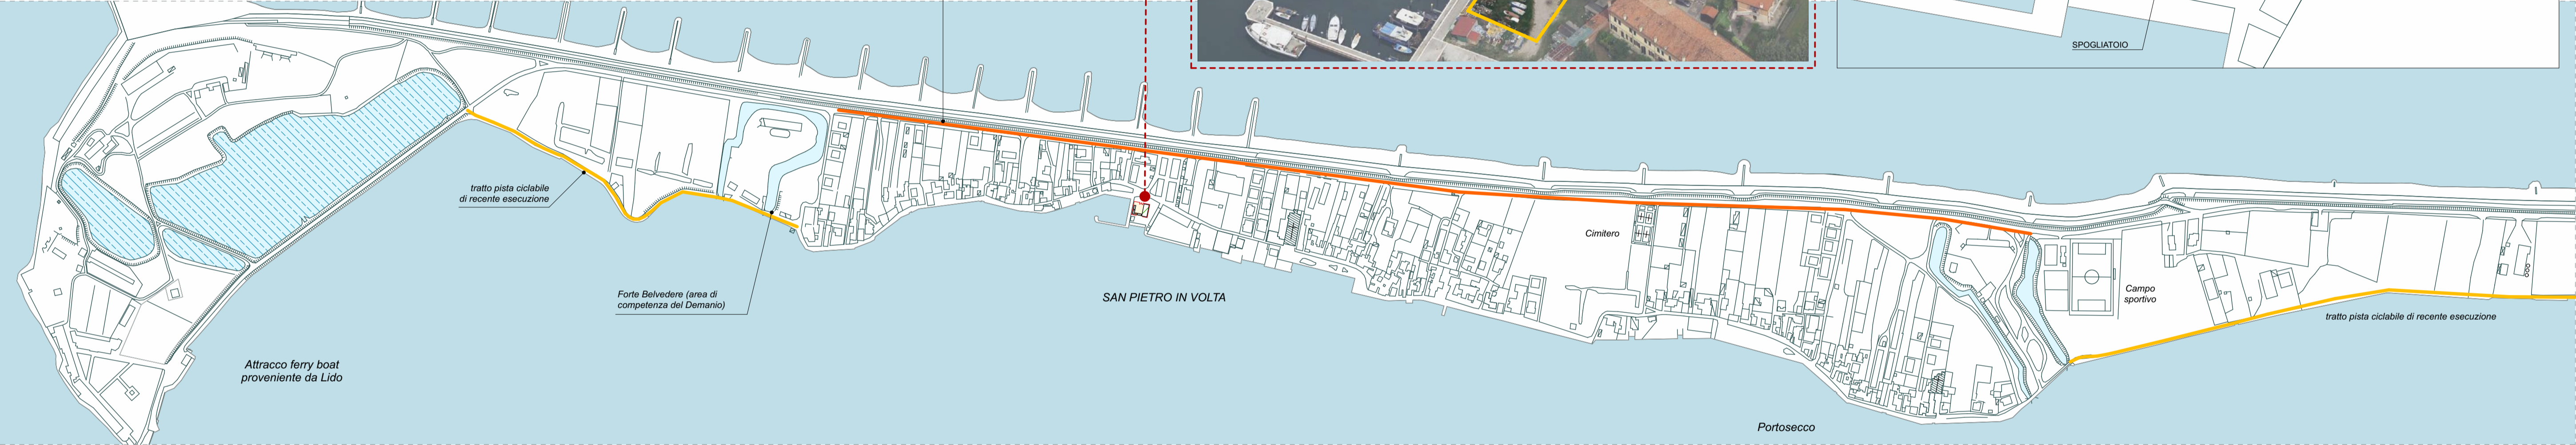 SPOGLIATOIO
tratto pista ciclabile
di recente esecuzione
Cimitero
Forte Belvedere (area di
competenza del Demanio)
SAN PIETRO IN VOLTA
Campo
sportivo
tratto pista ciclabile di recente esecuzione
Attracco ferry boat
proveniente da Lido
Portosecco